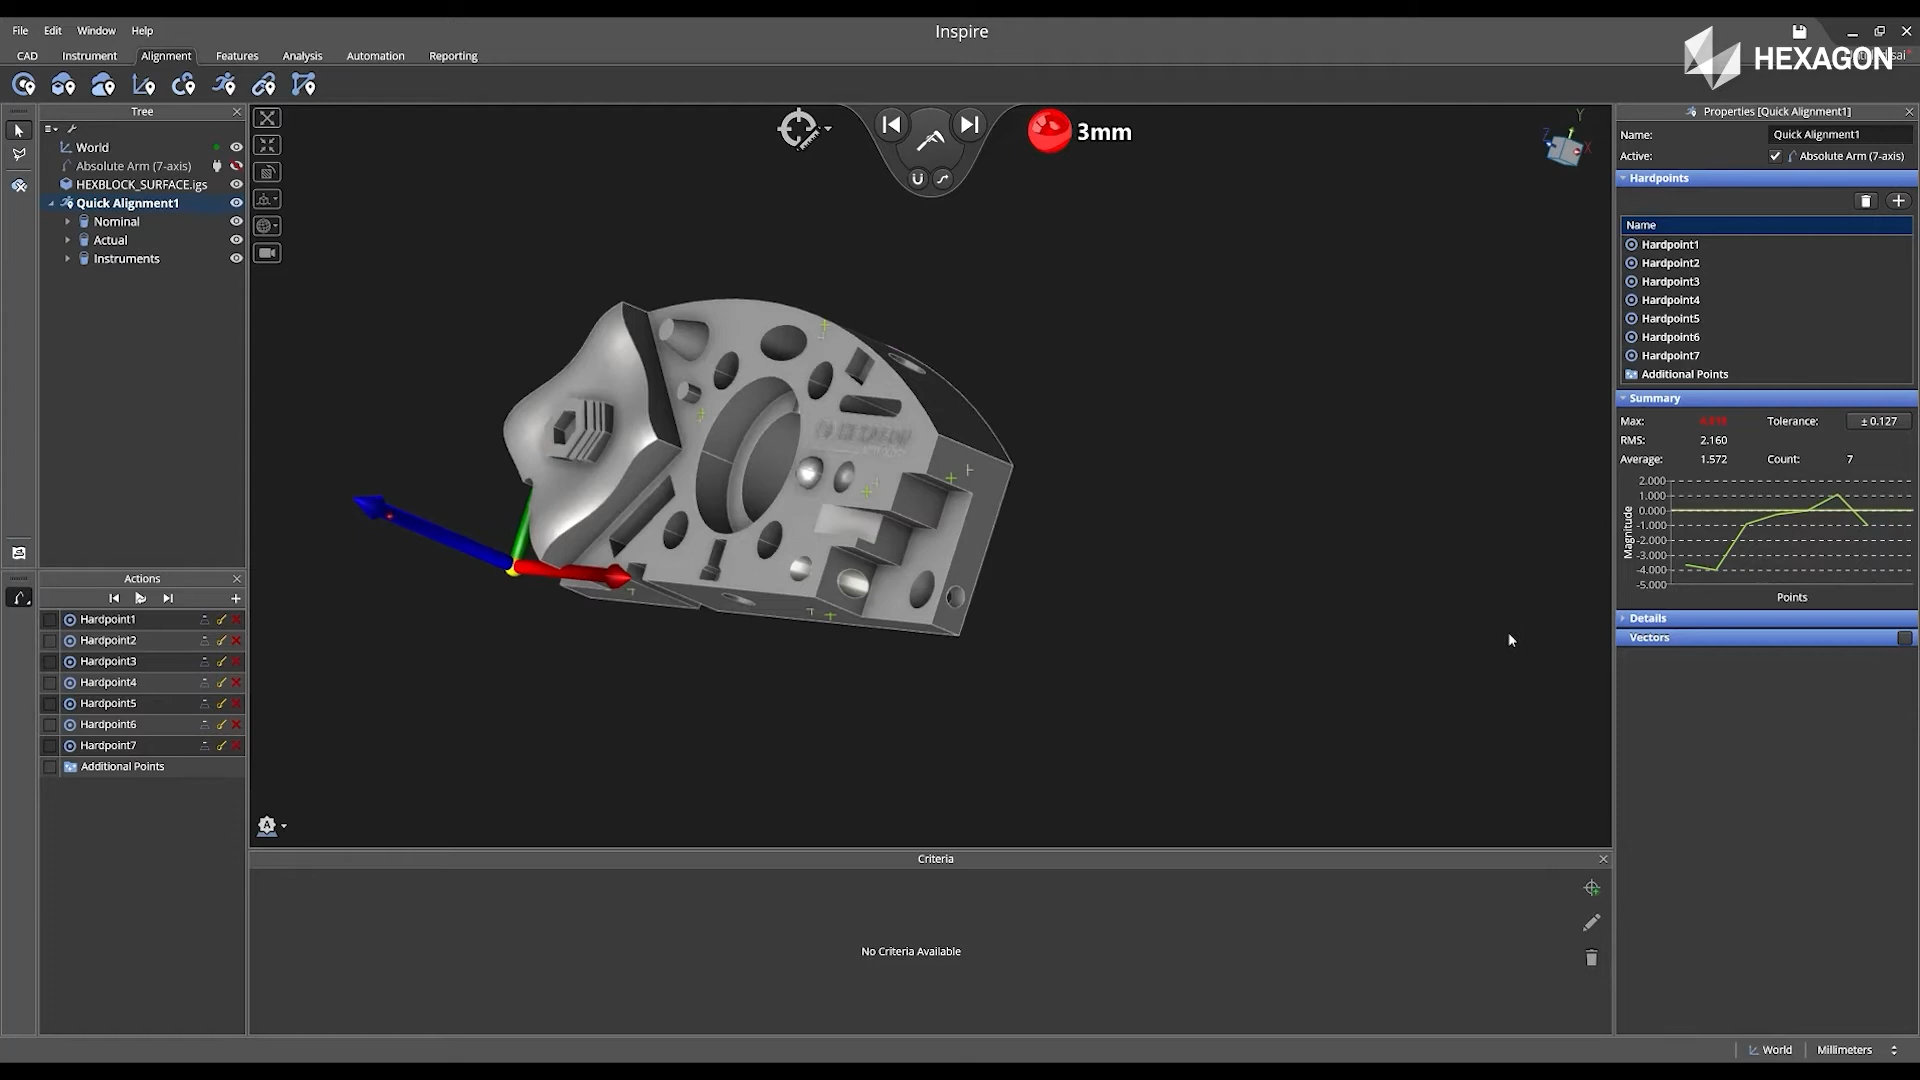 File Edit Window Help
Inspire
HEXAGON
CAD Instrument Alignment Features Analysis Automation Reporting
Tree
World
Absolute Arm (7-axis)
HEXBLOCK_SURFACE.igs
Quick Alignment1
Nominal
Actual
Instruments
Actions
Hardpoint1
Hardpoint2
Hardpoint3
Hardpoint4
Hardpoint5
Hardpoint6
Hardpoint7
Additional Points
3mm
Y
Z X
A
Criteria
No Criteria Available
Properties [Quick Alignment1]
Name: Quick Alignment1
Active: Absolute Arm (7-axis)
Hardpoints
Name
Hardpoint1
Hardpoint2
Hardpoint3
Hardpoint4
Hardpoint5
Hardpoint6
Hardpoint7
Additional Points
Summary
Max: Tolerance: ± 0.127
RMS: 2.160
Average: 1.572 Count: 7
2.000
1.000
0.000
-1.000
-2.000
-3.000
-4.000
-5.000
Magnitude
Points
Details
Vectors
World Millimeters